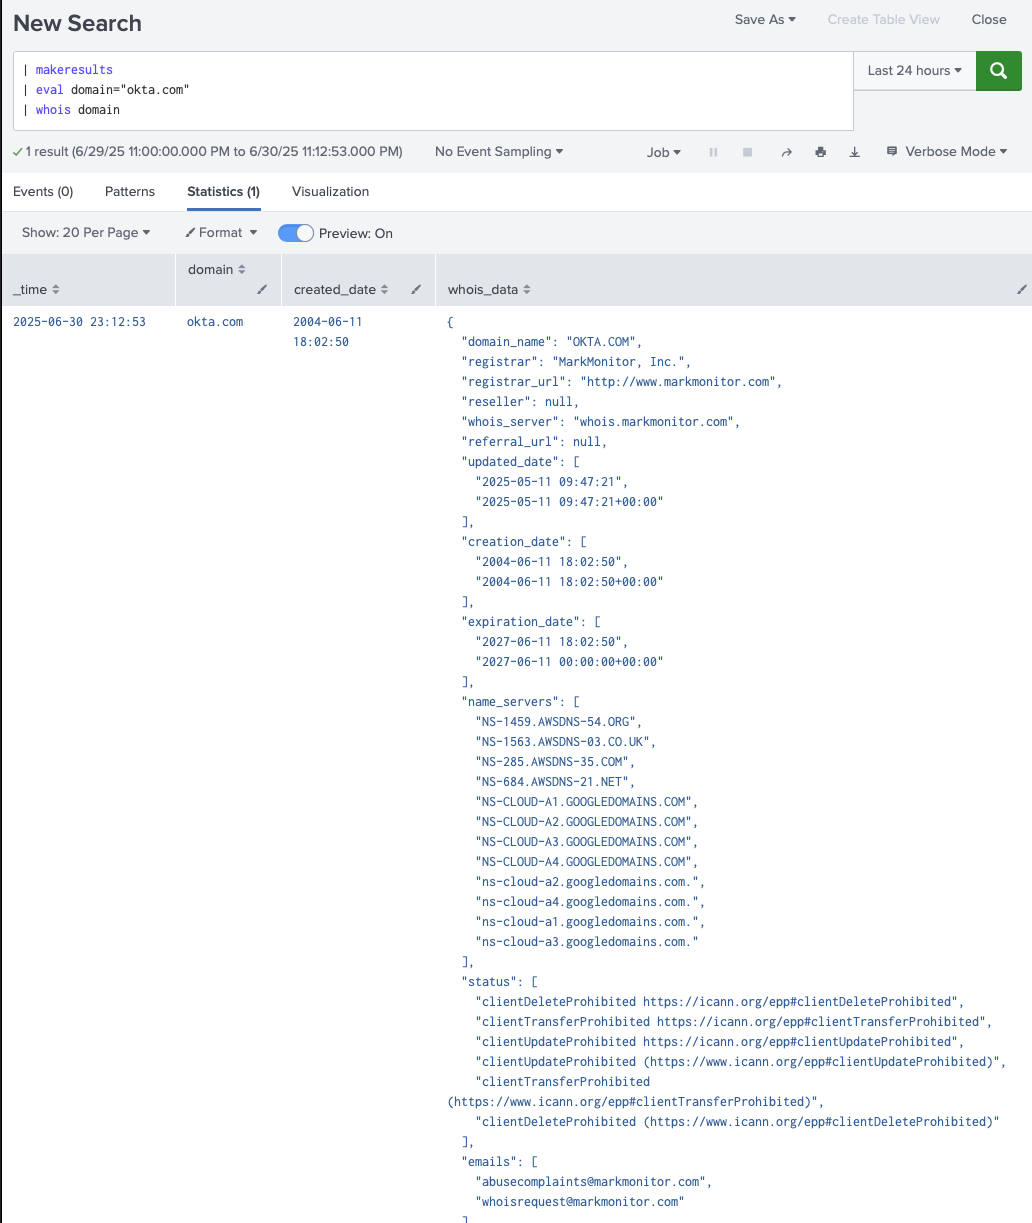 New Search
Save As
Create Table View
Close
| makeresults
| eval domain="okta.com"
| whois domain
Last 24 hours
1 result (6/29/25 11:00:00.000 PM to 6/30/25 11:12:53.000 PM)
No Event Sampling
Job
Verbose Mode
Events (0)
Patterns
Statistics (1)
Visualization
Show: 20 Per Page
Format
Preview: On
_time
domain
created_date
whois_data
2025-06-30 23:12:53
okta.com
2004-06-11
18:02:50
{
"domain_name": "OKTA.COM",
"registrar": "MarkMonitor, Inc.",
"registrar_url": "http://www.markmonitor.com",
"reseller": null,
"whois_server": "whois.markmonitor.com",
"referral_url": null,
"updated_date": [
"2025-05-11 09:47:21",
"2025-05-11 09:47:21+00:00"
],
"creation_date": [
"2004-06-11 18:02:50",
"2004-06-11 18:02:50+00:00"
],
"expiration_date": [
"2027-06-11 18:02:50",
"2027-06-11 00:00:00+00:00"
],
"name_servers": [
"NS-1459.AWSDNS-54.ORG",
"NS-1563.AWSDNS-03.CO.UK",
"NS-285.AWSDNS-35.COM",
"NS-684.AWSDNS-21.NET",
"NS-CLOUD-A1.GOOGLEDOMAINS.COM",
"NS-CLOUD-A2.GOOGLEDOMAINS.COM",
"NS-CLOUD-A3.GOOGLEDOMAINS.COM",
"NS-CLOUD-A4.GOOGLEDOMAINS.COM",
"ns-cloud-a2.googledomains.com.",
"ns-cloud-a4.googledomains.com.",
"ns-cloud-a1.googledomains.com.",
"ns-cloud-a3.googledomains.com."
],
"status": [
"clientDeleteProhibited https://icann.org/epp#clientDeleteProhibited",
"clientTransferProhibited https://icann.org/epp#clientTransferProhibited",
"clientUpdateProhibited https://icann.org/epp#clientUpdateProhibited",
"clientUpdateProhibited (https://www.icann.org/epp#clientUpdateProhibited)",
"clientTransferProhibited
(https://www.icann.org/epp#clientTransferProhibited)",
"clientDeleteProhibited (https://www.icann.org/epp#clientDeleteProhibited)"
],
"emails": [
"abusecomplaints@markmonitor.com",
"whoisrequest@markmonitor.com"
]